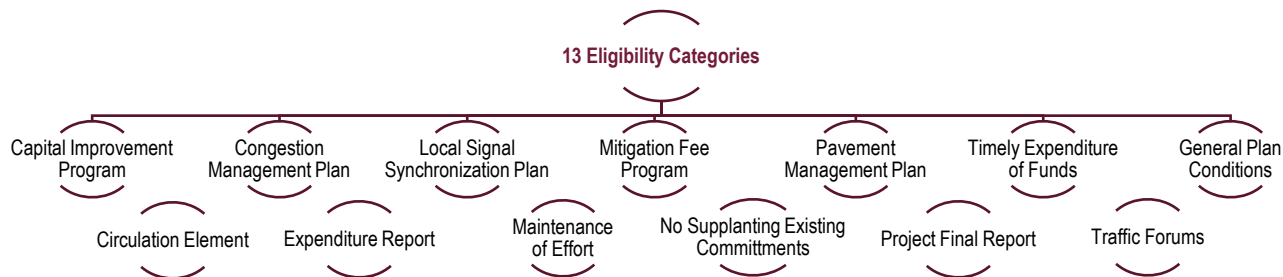 13 Eligibility Categories
Capital Improvement
Program
Congestion
Management Plan
Local Signal
Synchronization Plan
Mitigation Fee
Program
Pavement
Management Plan
Timely Expenditure
of Funds
General Plan
Conditions
Circulation Element
Expenditure Report
Maintenance
of Effort
No Supplanting Existing
Committments
Project Final Report
Traffic Forums